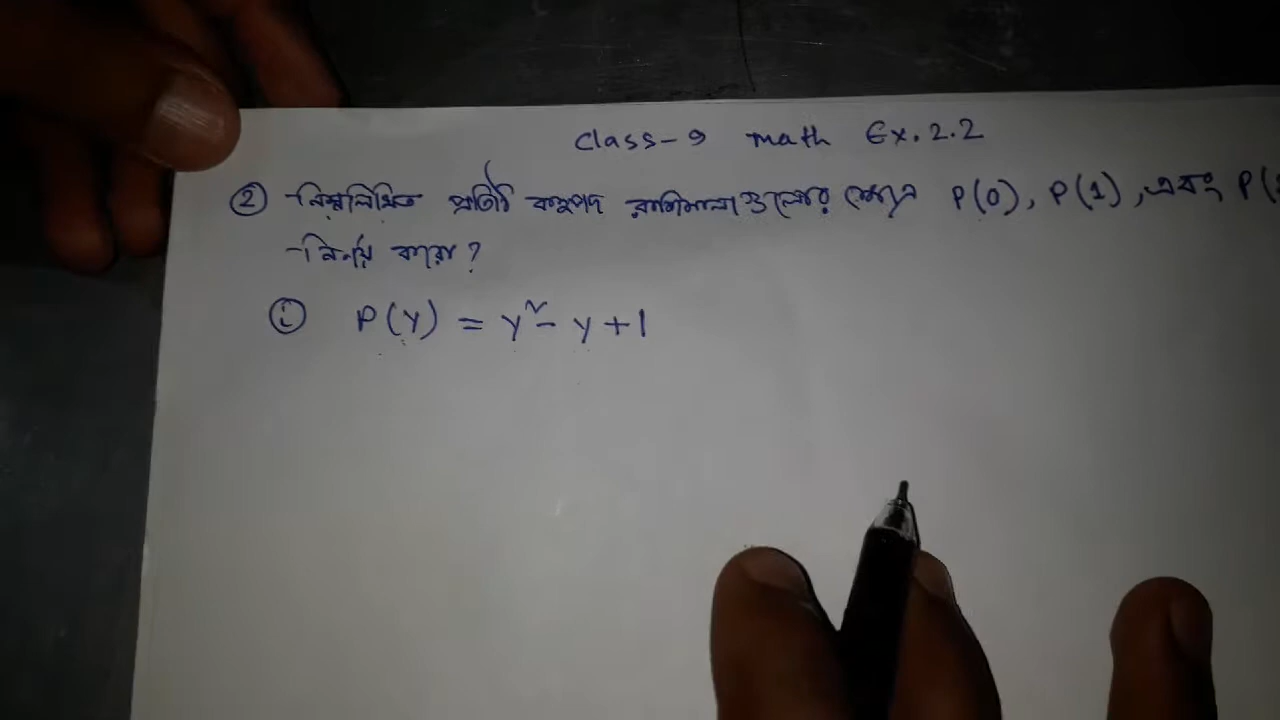 Class-9 math Ex.2.2
② নিম্নলিখিত প্রতিটি বহুপদ রাশিমালাগুলোর ক্ষেত্রে P(0), P(1), এবং P(
নির্ণয় করো?
ⓘ P(Y) = Y² - Y + 1